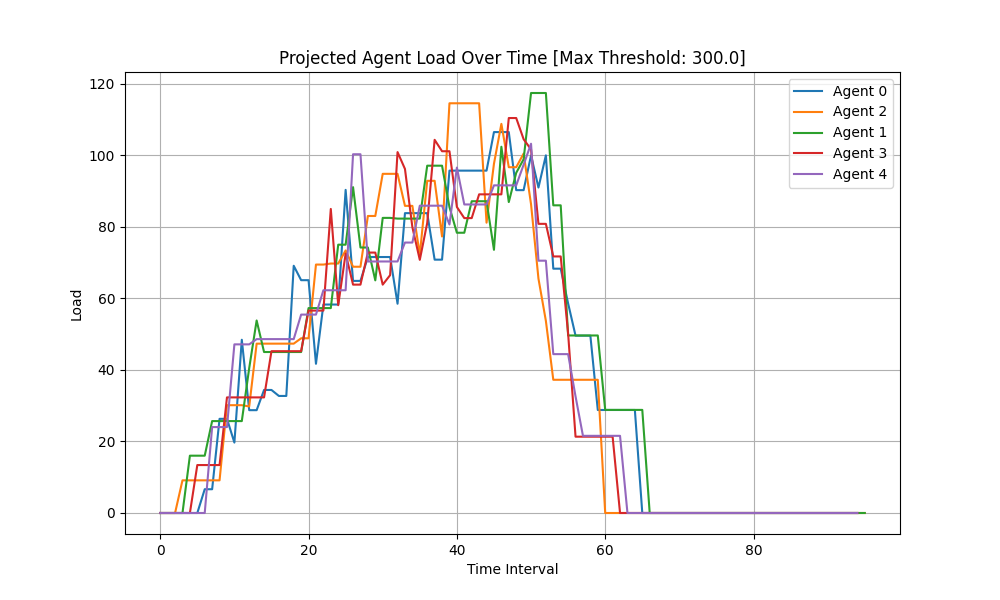 Projected Agent Load Over Time [Max Threshold: 300.0]
Load
120
100
80
60
40
20
0
Agent 0
Agent 2
Agent 1
Agent 3
Agent 4
0 20 40 60 80
Time Interval